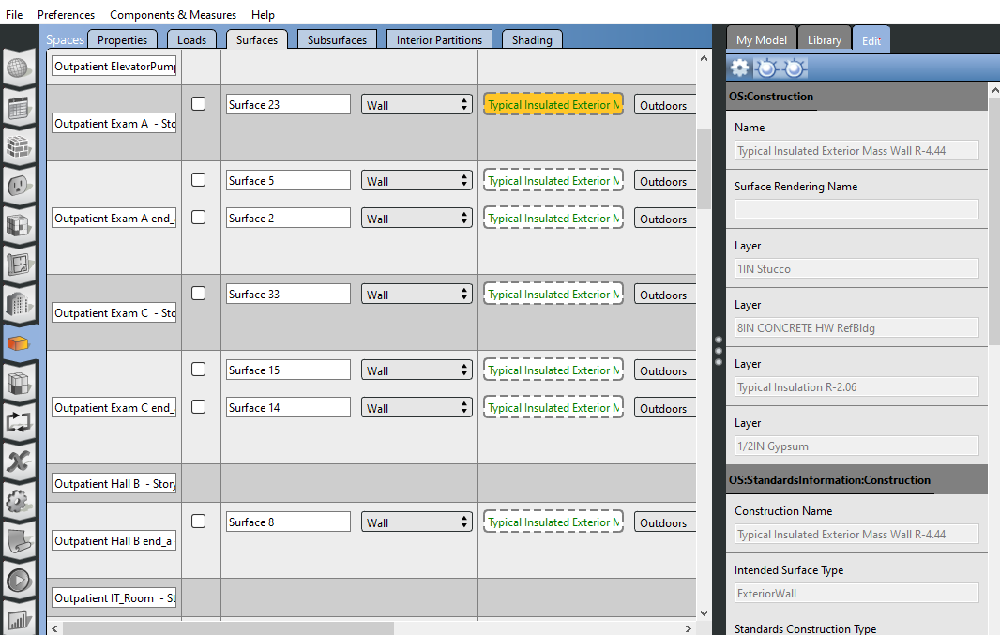 File Preferences Components & Measures Help
Spaces Properties Loads Surfaces Subsurfaces Interior Partitions Shading
Outpatient ElevatorPump
Surface 23 Wall Typical Insulated Exterior M Outdoors
Outpatient Exam A - Sto
Surface 5 Wall Typical Insulated Exterior M Outdoors
Outpatient Exam A end_ Surface 2 Wall Typical Insulated Exterior M Outdoors
Surface 33 Wall Typical Insulated Exterior M Outdoors
Outpatient Exam C - Sto
Surface 15 Wall Typical Insulated Exterior M Outdoors
Outpatient Exam C end_ Surface 14 Wall Typical Insulated Exterior M Outdoors
Outpatient Hall B - Story
Surface 8 Wall Typical Insulated Exterior M Outdoors
Outpatient Hall B end_a
Outpatient IT_Room - St
My Model Library Edit
OS:Construction
Name
Typical Insulated Exterior Mass Wall R-4.44
Surface Rendering Name
Layer
1IN Stucco
Layer
8IN CONCRETE HW RefBldg
Layer
Typical Insulation R-2.06
Layer
1/2IN Gypsum
OS:StandardsInformation:Construction
Construction Name
Typical Insulated Exterior Mass Wall R-4.44
Intended Surface Type
ExteriorWall
Standards Construction Type